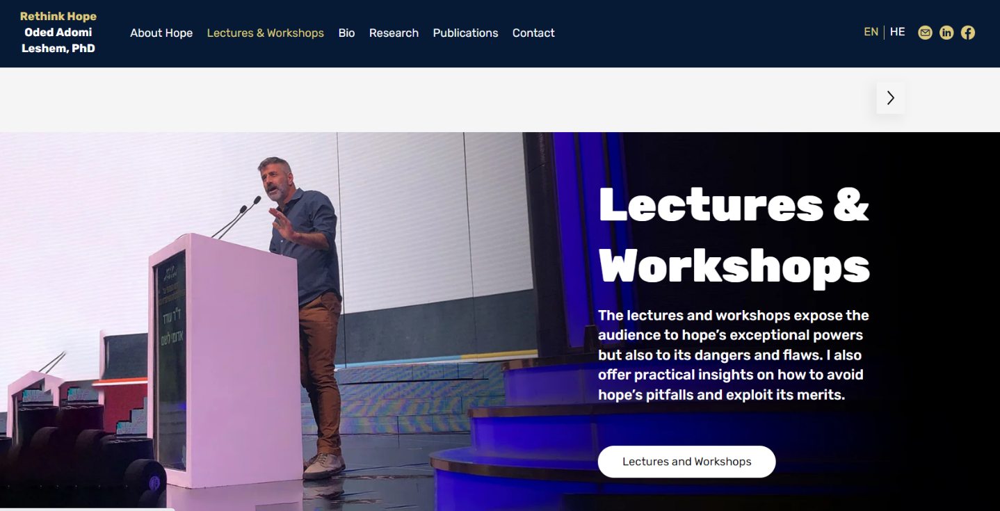 Rethink Hope
Oded Adomi
Leshem, PhD
About Hope Lectures & Workshops Bio Research Publications Contact
EN HE
ד"ר עודד
אדומי לשם
Lectures &
Workshops
The lectures and workshops expose the
audience to hope’s exceptional powers
but also to its dangers and flaws. I also
offer practical insights on how to avoid
hope’s pitfalls and exploit its merits.
Lectures and Workshops